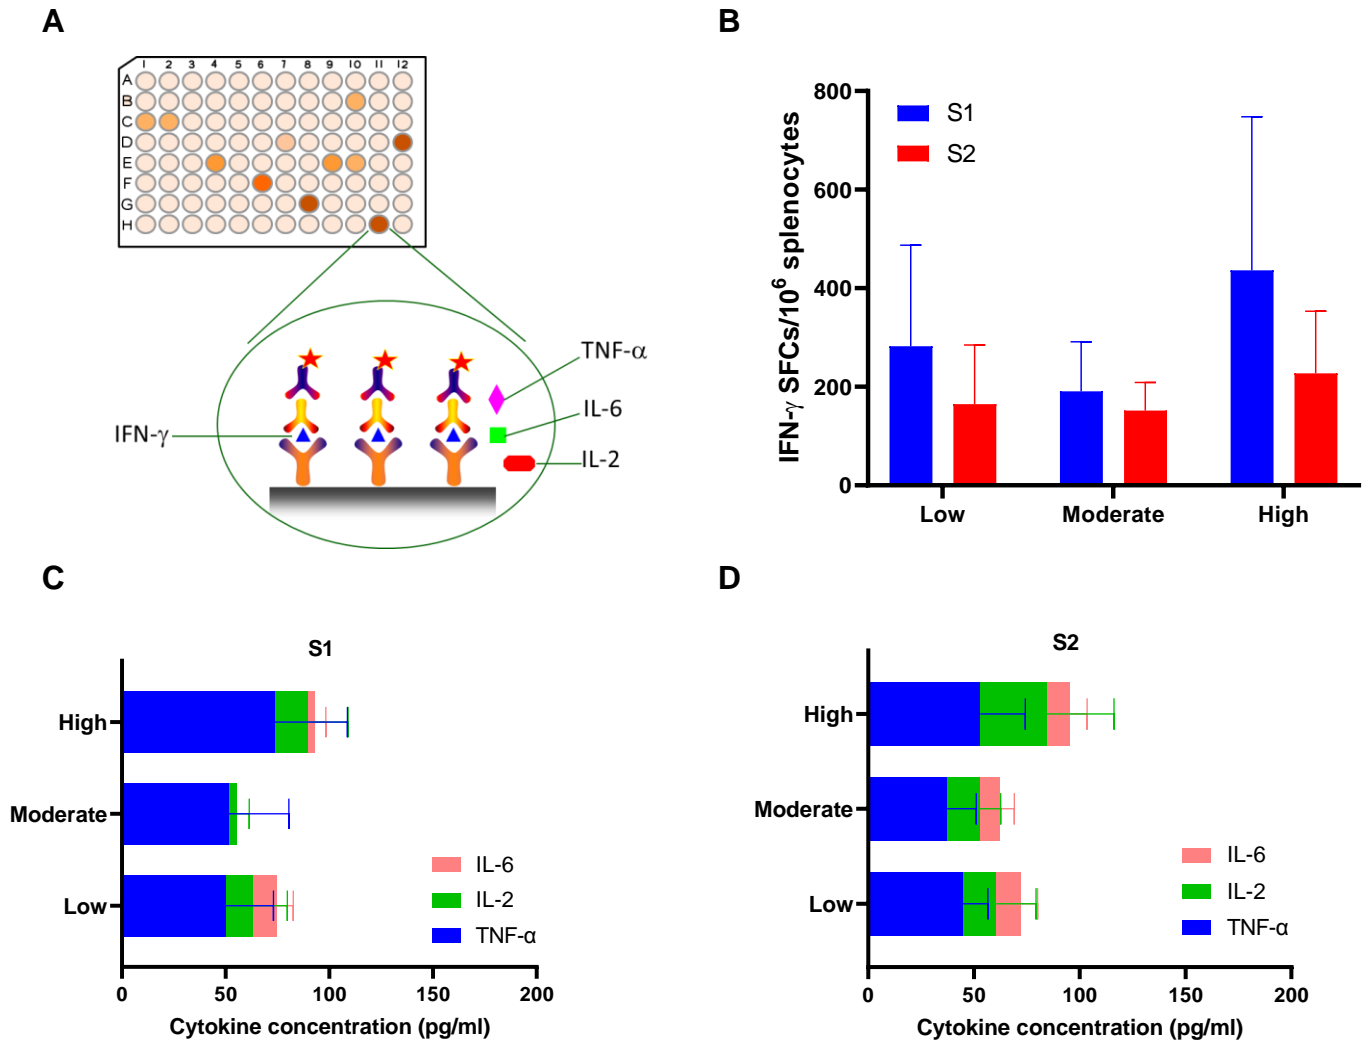 A
1 2 3 4 5 6 7 8 9 10 11 12
A
B
C
D
E
F
G
H
TNF-α
IL-6
IFN-γ
IL-2
B
IFN-γ SFCs/10⁶ splenocytes
800
600
400
200
0
S1
S2
Low Moderate High
C
S1
High
Moderate
Low
IL-6
IL-2
TNF-α
0 50 100 150 200
Cytokine concentration (pg/ml)
D
S2
High
Moderate
Low
IL-6
IL-2
TNF-α
0 50 100 150 200
Cytokine concentration (pg/ml)